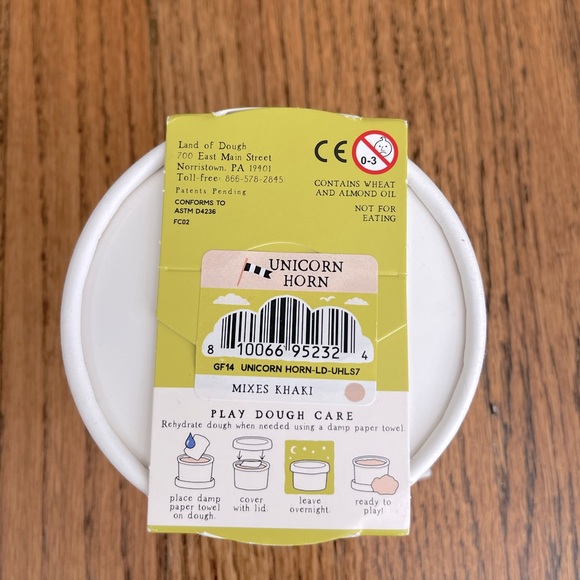 Land of Dough
700 East Main Street
Norristown, PA 19401
Toll-free: 866-578-2845
Patents Pending
CONFORMS TO
ASTM D4236
FC02
CE
0-3
CONTAINS WHEAT
AND ALMOND OIL
NOT FOR
EATING
UNICORN
HORN
8 10066 95232 4
GF14 UNICORN HORN-LD-UHLS7
MIXES KHAKI
PLAY DOUGH CARE
Rehydrate dough when needed using a damp paper towel.
place damp
paper towel
on dough.
cover
with lid.
leave
overnight.
ready to
play!